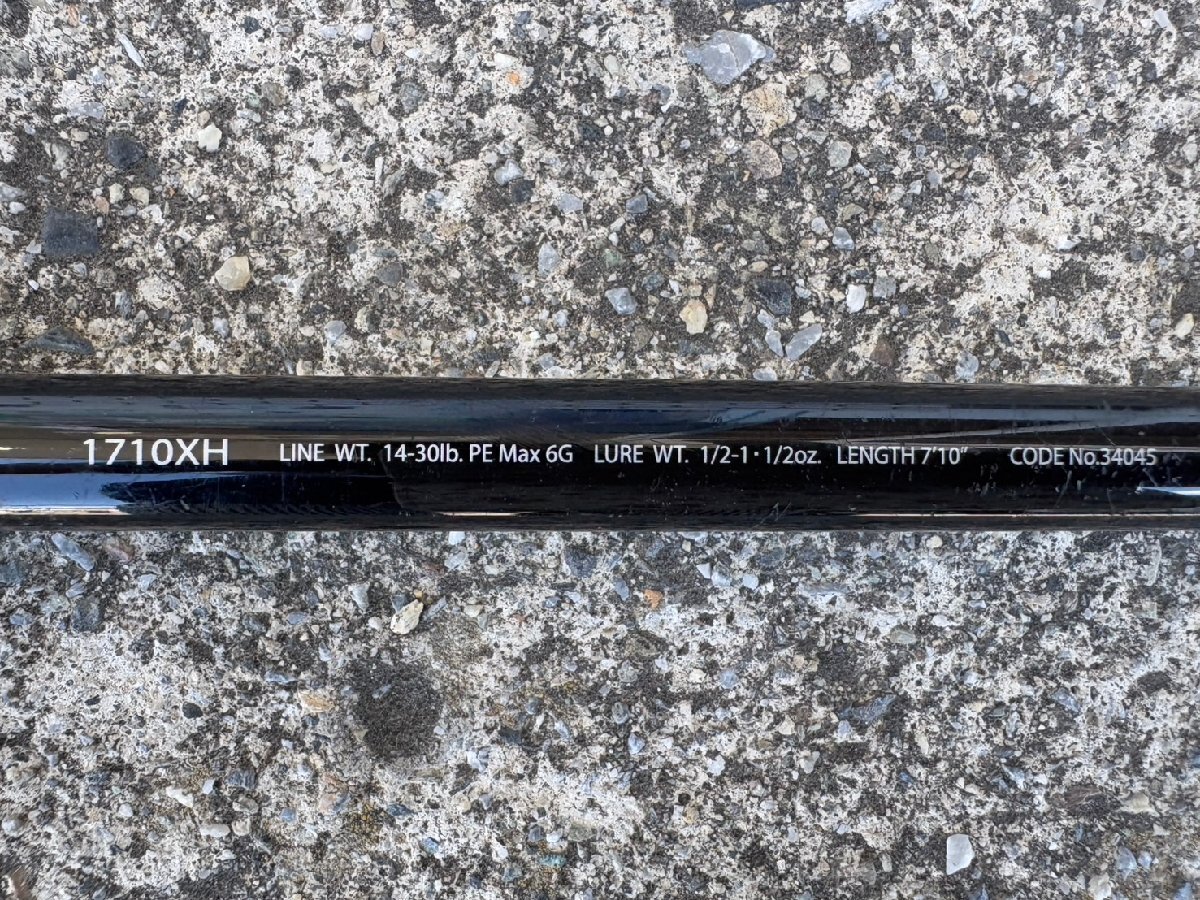 1710XH LINE WT. 14-30lb. PE Max 6G LURE WT. 1/2-1・1/2oz. LENGTH 7'10" CODE No.34045